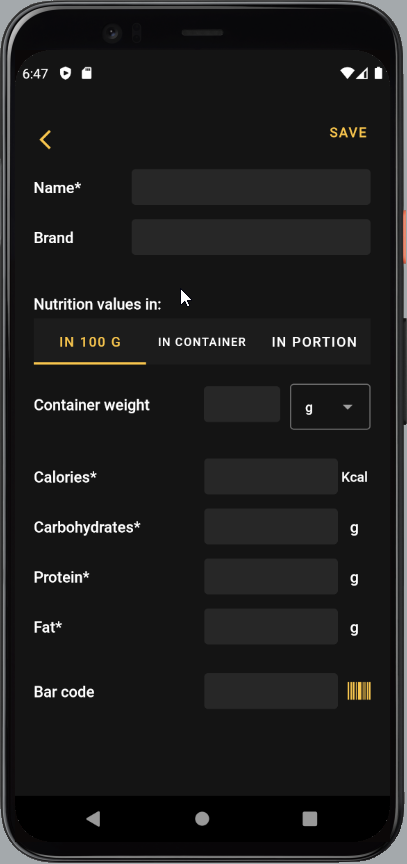 6:47
SAVE
Name*
Brand
Nutrition values in:
IN 100 G IN CONTAINER IN PORTION
Container weight g
Calories* Kcal
Carbohydrates* g
Protein* g
Fat* g
Bar code